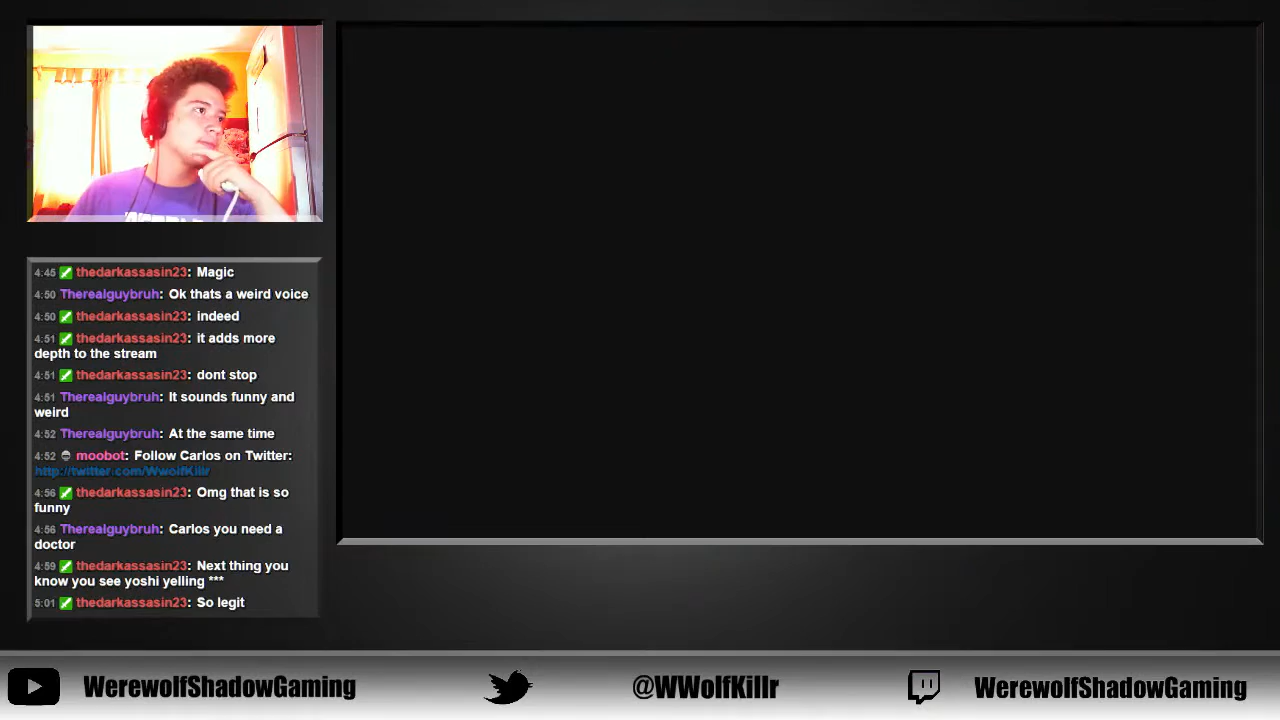 4:45 thedarkassasin23: Magic
4:50 Therealguybruh: Ok thats a weird voice
4:50 thedarkassasin23: indeed
4:51 thedarkassasin23: it adds more
depth to the stream
4:51 thedarkassasin23: dont stop
4:51 Therealguybruh: It sounds funny and
weird
4:52 Therealguybruh: At the same time
4:52 moobot: Follow Carlos on Twitter:
http://twitter.com/WwolfKillr
4:56 thedarkassasin23: Omg that is so
funny
4:56 Therealguybruh: Carlos you need a
doctor
4:59 thedarkassasin23: Next thing you
know you see yoshi yelling ***
5:01 thedarkassasin23: So legit
WerewolfShadowGaming @WWolfKillr WerewolfShadowGaming